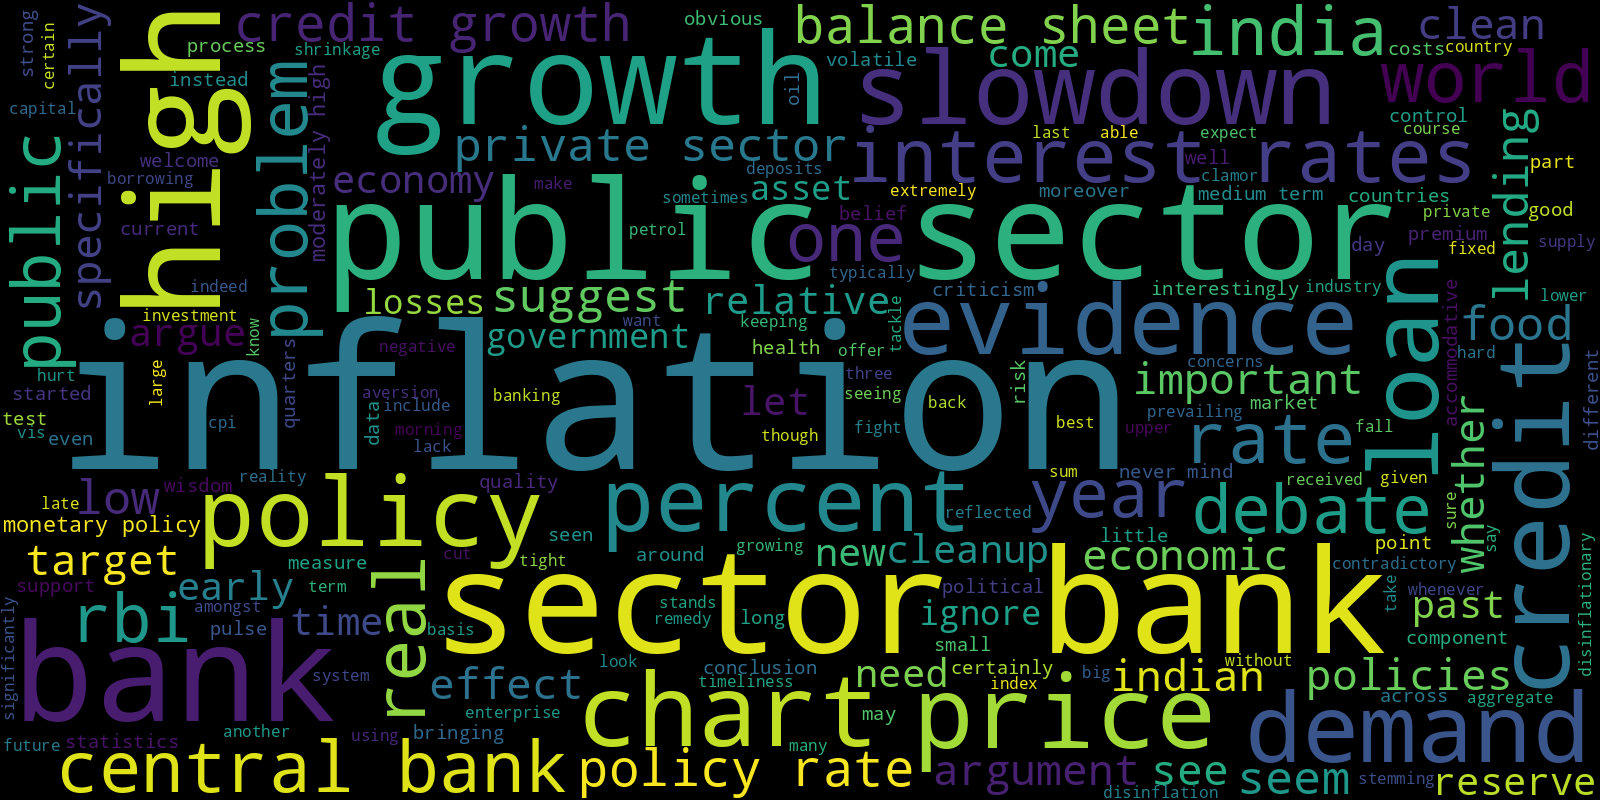 strong
certain
specifically
high
process
credit growth
obvious
shrinkage
balance sheet
india
clean
costs
country
instead
problem
moderately high
growth
volatile
come
slowdown
world
capital
oil
control
public
private sector
last
able
expect
course
lending
interest rates
welcome
borrowing
economy
make
deposits
asset
sometimes
extremely
moreover
well
clamor
medium term
countries
part
current
public sector
petrol
one
belief
private
good
premium
fixed
supply
day
typically
indeed
losses
suggest
relative
criticism
interestingly
industry
lower
investment
argue
know
quarters
government
want
keeping
tackle
evidence
loan
accommodative
food
hard
different
negative
health
offer
concerns
hurt
started
large
inflation
aversion
include
data
banking
let
three
seeing
back
risk
important
market
prevailing
whether
credit
test
vis
even
cpi
morning
lack
though
fight
best
upper
rate
fall
reality
sum
never mind
late
low
wisdom
policy
quality
percent
reflected
year
received
given
debate
sure
say
monetary policy
seen
growing
little
target
measure
cut
tight
around
new
cleanup
economic
point
contradictory
support
early
term
real
sector bank
political
take
whenever
disinflationary
rbi
amongst
pulse
time
basis
stands
remedy
long
ignore
past
component
significantly
bank
small
system
effect
look
conclusion
timeliness
need
certainly
index
big
indian
without
policies
across
aggregate
enterprise
chart
may
price
demand
future
statistics
another
using
bringing
many
central bank
policy rate
argument
see
seem
stemming
disinflation
reserve